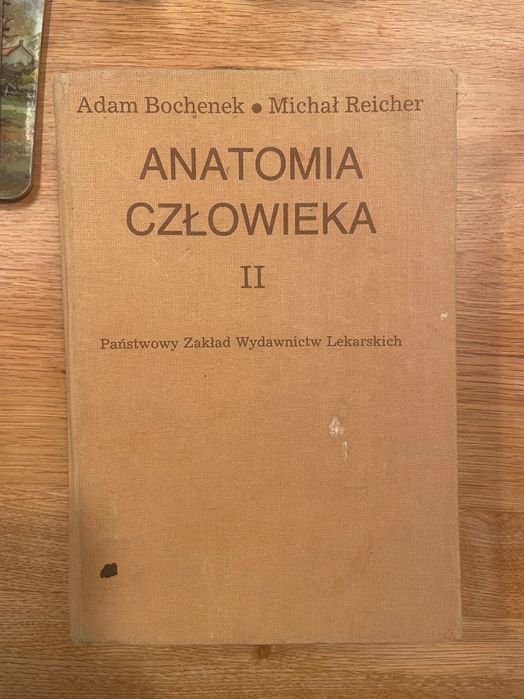 Adam Bochenek ● Michał Reicher
ANATOMIA
CZŁOWIEKA
II
Państwowy Zakład Wydawnictw Lekarskich